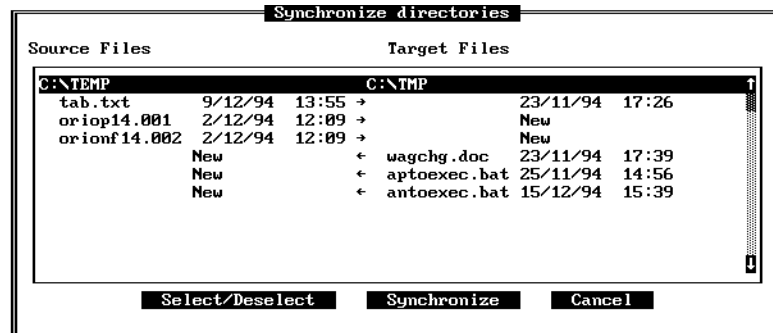 Synchronize directories
Source Files Target Files
C:\TEMP C:\TMP ↑
tab.txt 9/12/94 13:55 → 23/11/94 17:26
oriop14.001 2/12/94 12:09 → New
orionf14.002 2/12/94 12:09 → New
New ← wagchg.doc 23/11/94 17:39
New ← aptoexec.bat 25/11/94 14:56
New ← antoexec.bat 15/12/94 15:39
↓
Select/Deselect Synchronize Cancel